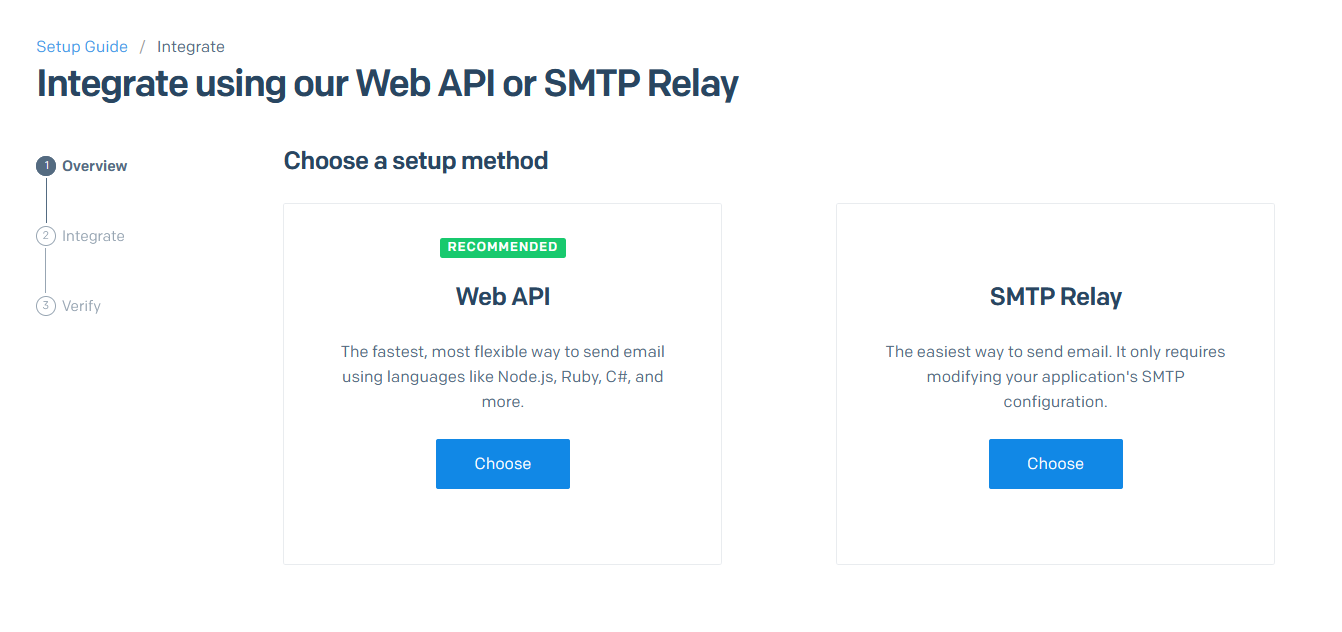 Setup Guide / Integrate
Integrate using our Web API or SMTP Relay
1 Overview
2 Integrate
3 Verify
Choose a setup method
RECOMMENDED
Web API
The fastest, most flexible way to send email
using languages like Node.js, Ruby, C#, and
more.
Choose
SMTP Relay
The easiest way to send email. It only requires
modifying your application's SMTP
configuration.
Choose